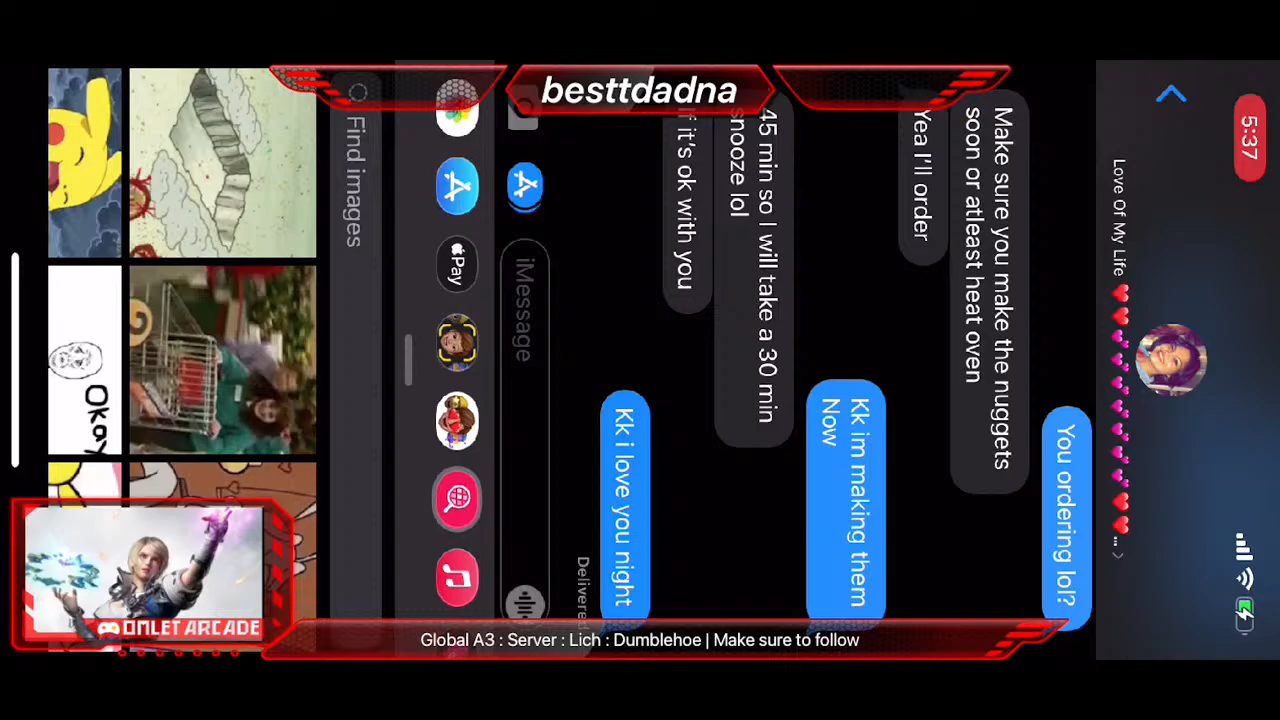 besttdadna
5:37
Love Of My Life ❤️❤️💕💕💕💕💕💕💕❤️❤️... >
You ordering lol?
Make sure you make the nuggets
soon or atleast heat oven
Yea I'll order
Kk im making them
Now
45 min so I will take a 30 min
snooze lol
If it's ok with you
Kk i love you night
Delivered
iMessage
Pay
Find images
Okay
OMLET ARCADE
Global A3 : Server : Lich : Dumblehoe | Make sure to follow